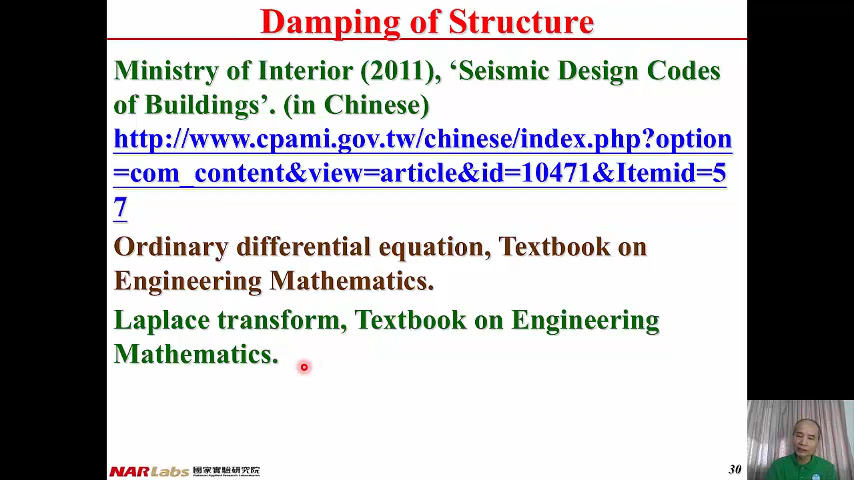 Damping of Structure
Ministry of Interior (2011), ‘Seismic Design Codes
of Buildings’. (in Chinese)
http://www.cpami.gov.tw/chinese/index.php?option
=com_content&view=article&id=10471&Itemid=5
7
Ordinary differential equation, Textbook on
Engineering Mathematics.
Laplace transform, Textbook on Engineering
Mathematics.
NARLabs 國家實驗研究院
30